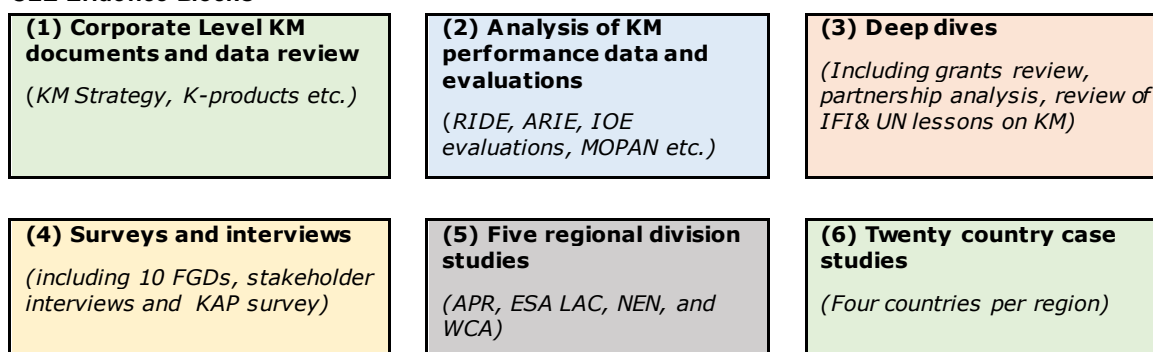 (1) Corporate Level KM
documents and data review
(KM Strategy, K-products etc.)
(2) Analysis of KM
performance data and
evaluations
(RIDE, ARIE, IOE
evaluations, MOPAN etc.)
(3) Deep dives
(Including grants review,
partnership analysis, review of
IFI& UN lessons on KM)
(4) Surveys and interviews
(including 10 FGDs, stakeholder
interviews and KAP survey)
(5) Five regional division
studies
(APR, ESA LAC, NEN, and
WCA)
(6) Twenty country case
studies
(Four countries per region)